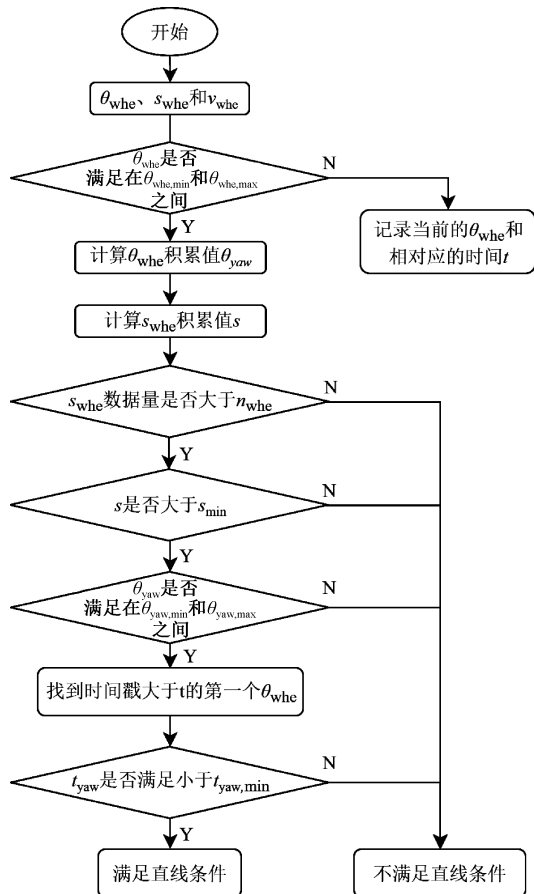 开始
θwhe、swhe和vwhe
θwhe是否
满足在θwhe,min和θwhe,max
之间
N
Y
记录当前的θwhe和
相对应的时间t
计算θwhe积累值θyaw
计算swhe积累值s
swhe数据量是否大于nwhe
N
Y
s是否大于smin
N
Y
θyaw是否
满足在θyaw,min和θyaw,max
之间
N
Y
找到时间戳大于t的第一个θwhe
tyaw是否满足小于tyaw,min
N
Y
满足直线条件
不满足直线条件